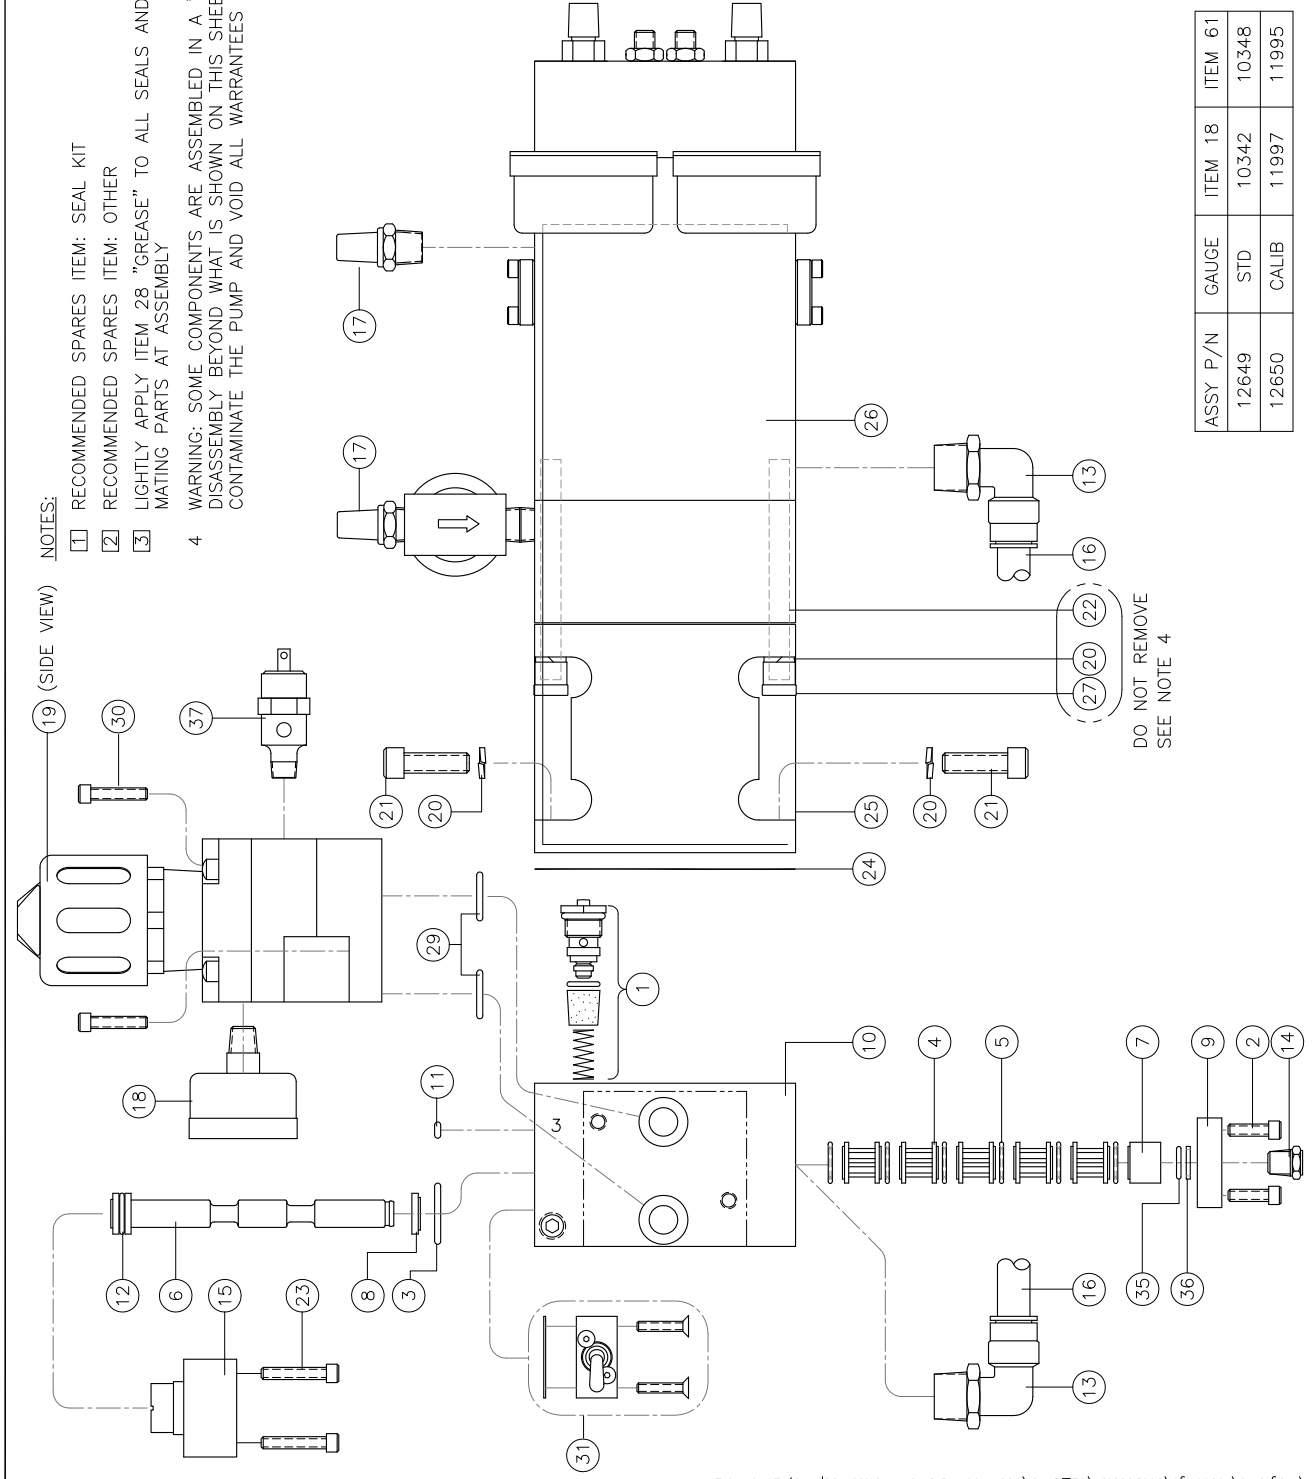 NOTES:
1 RECOMMENDED SPARES ITEM: SEAL KIT
2 RECOMMENDED SPARES ITEM: OTHER
3 LIGHTLY APPLY ITEM 28 "GREASE" TO ALL SEALS AND
MATING PARTS AT ASSEMBLY
4 WARNING: SOME COMPONENTS ARE ASSEMBLED IN A "
DISASSEMBLY BEYOND WHAT IS SHOWN ON THIS SHEE
CONTAMINATE THE PUMP AND VOID ALL WARRANTEES
19 (SIDE VIEW)
30
37
18
29
11
12
6
15
23
8
3
31
17
17
21
20
26
22
20
27
DO NOT REMOVE
SEE NOTE 4
13
16
25
20
21
24
1
10
3
4
5
7
9
2
14
35
36
16
13
ASSY P/N GAUGE ITEM 18 ITEM 61
12649 STD 10342 10348
12650 CALIB 11997 11995